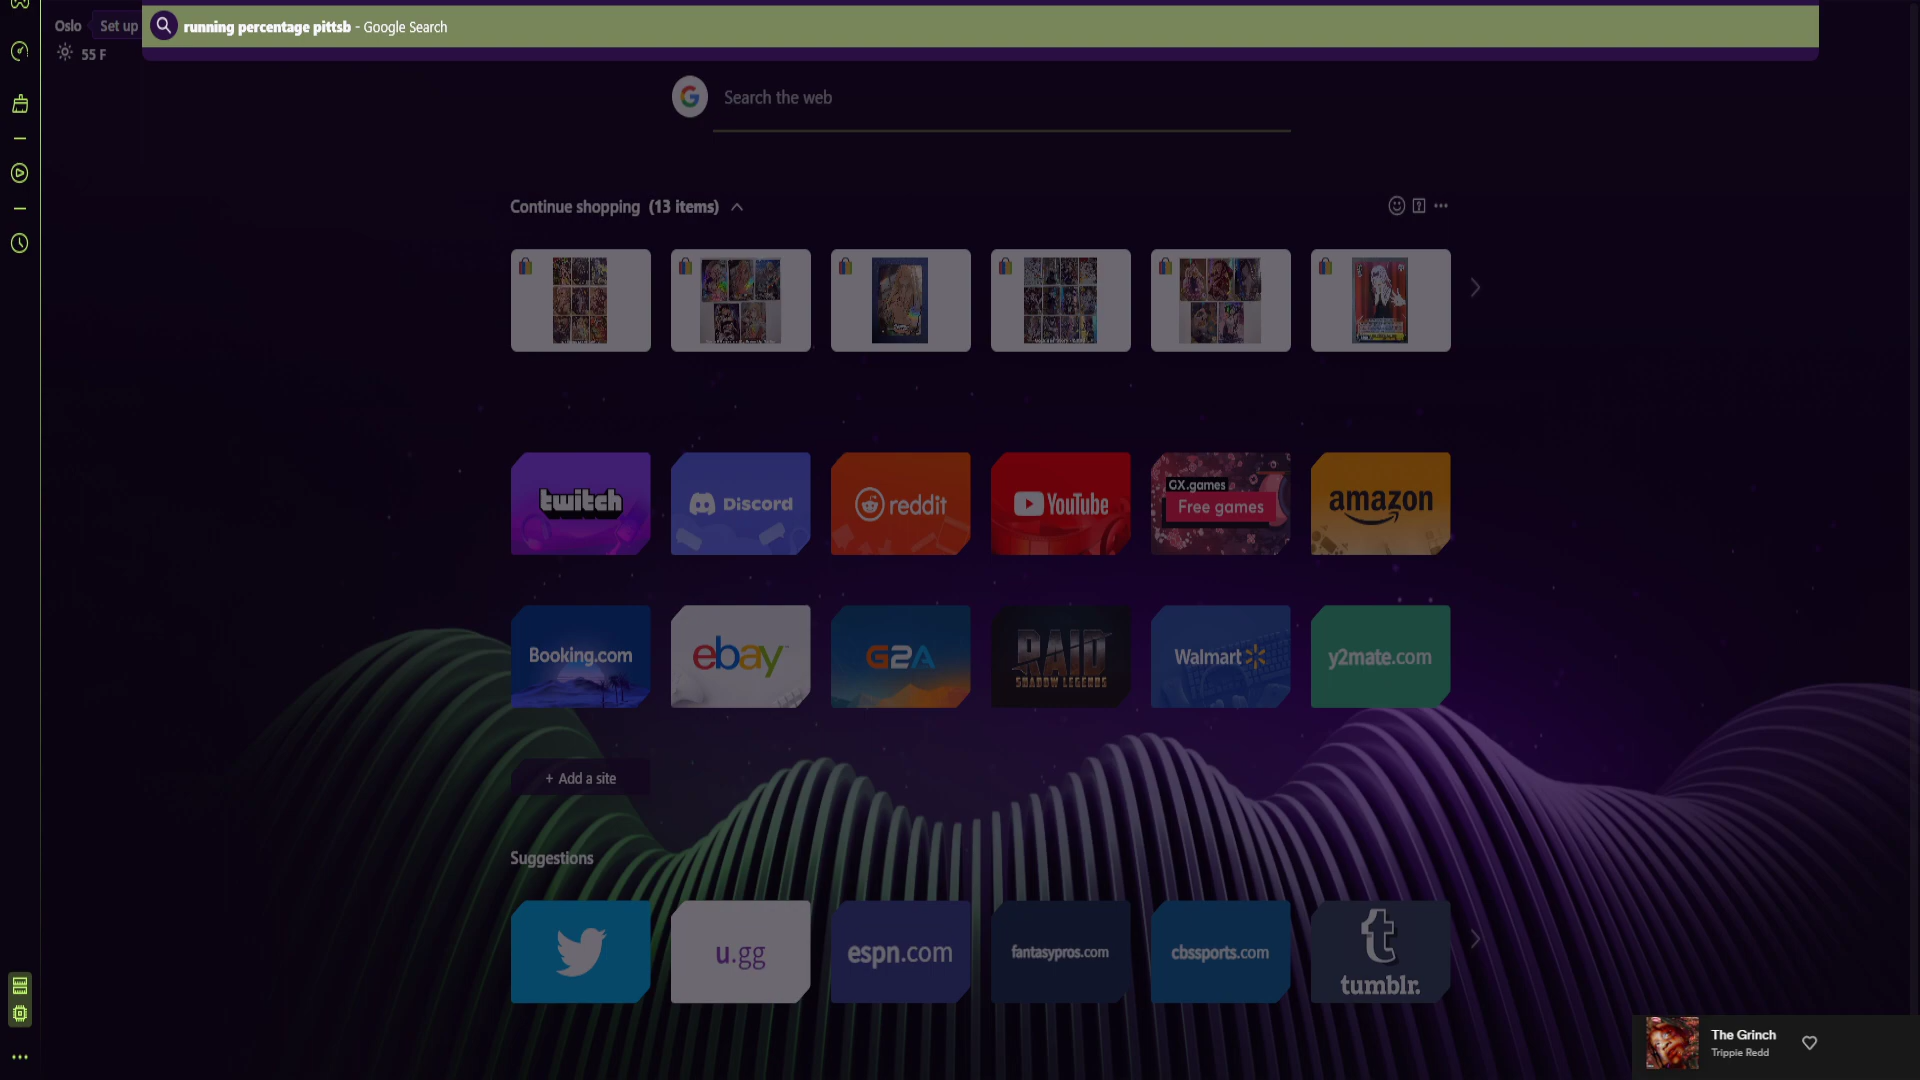 Oslo
Set up
running percentage pittsb - Google Search
55 F
Search the web
Continue shopping (13 items)
twitch
Discord
reddit
YouTube
GX.games
Free games
amazon
Booking.com
ebay
G2A
RAID
SHADOW LEGENDS
Walmart
y2mate.com
+ Add a site
Suggestions
u.gg
espn.com
fantasypros.com
cbssports.com
t
tumblr.
The Grinch
Trippie Redd